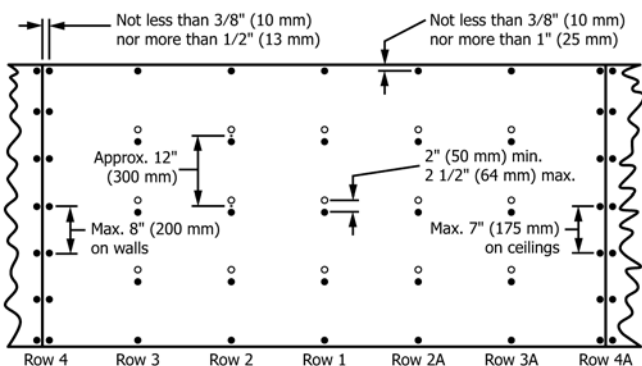 Not less than 3/8" (10 mm)
nor more than 1/2" (13 mm)
Not less than 3/8" (10 mm)
nor more than 1" (25 mm)
Approx. 12"
(300 mm)
2" (50 mm) min.
2 1/2" (64 mm) max.
Max. 8" (200 mm)
on walls
Max. 7" (175 mm)
on ceilings
Row 4 Row 3 Row 2 Row 1 Row 2A Row 3A Row 4A